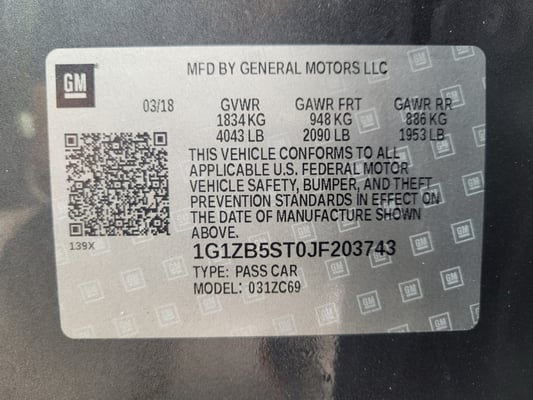 GM
MFD BY GENERAL MOTORS LLC
03/18 GVWR GAWR FRT GAWR RR
1834 KG 948 KG 886 KG
4043 LB 2090 LB 1953 LB
THIS VEHICLE CONFORMS TO ALL
APPLICABLE U.S. FEDERAL MOTOR
VEHICLE SAFETY, BUMPER, AND THEFT
PREVENTION STANDARDS IN EFFECT ON
THE DATE OF MANUFACTURE SHOWN
ABOVE.
139X
1G1ZB5ST0JF203743
TYPE: PASS CAR
MODEL: 031ZC69